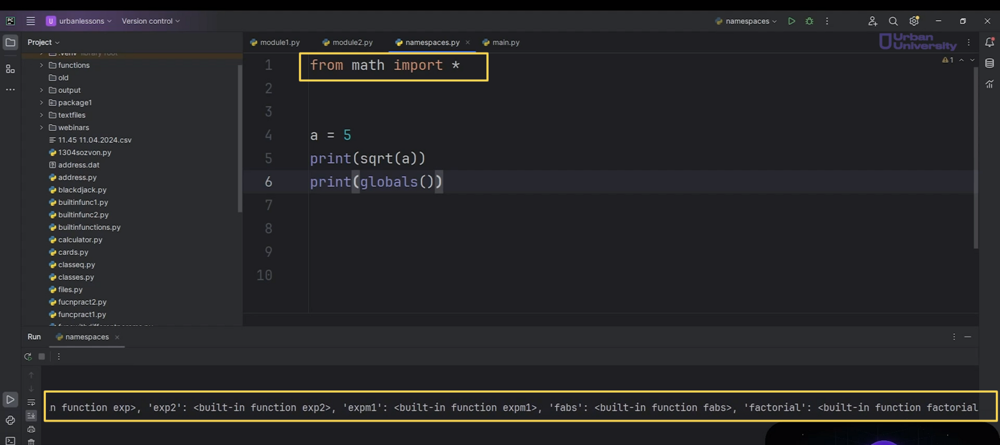 PC
U urbanlessons
Version control
namespaces
Project
module1.py
module2.py
namespaces.py
main.py
Urban
University
.venv library root
functions
old
output
package1
textfiles
webinars
11.45 11.04.2024.csv
1304sozvon.py
address.dat
address.py
blackdjack.py
builtinfunc1.py
builtinfunc2.py
builtinfunctions.py
calculator.py
cards.py
classeq.py
classes.py
files.py
fucnpract2.py
funcpract1.py
1 from math import *
2
3
4 a = 5
5 print(sqrt(a))
6 print(globals())
7
8
9
10
1
Run
namespaces
n function exp>, 'exp2': <built-in function exp2>, 'expm1': <built-in function expm1>, 'fabs': <built-in function fabs>, 'factorial': <built-in function factorial